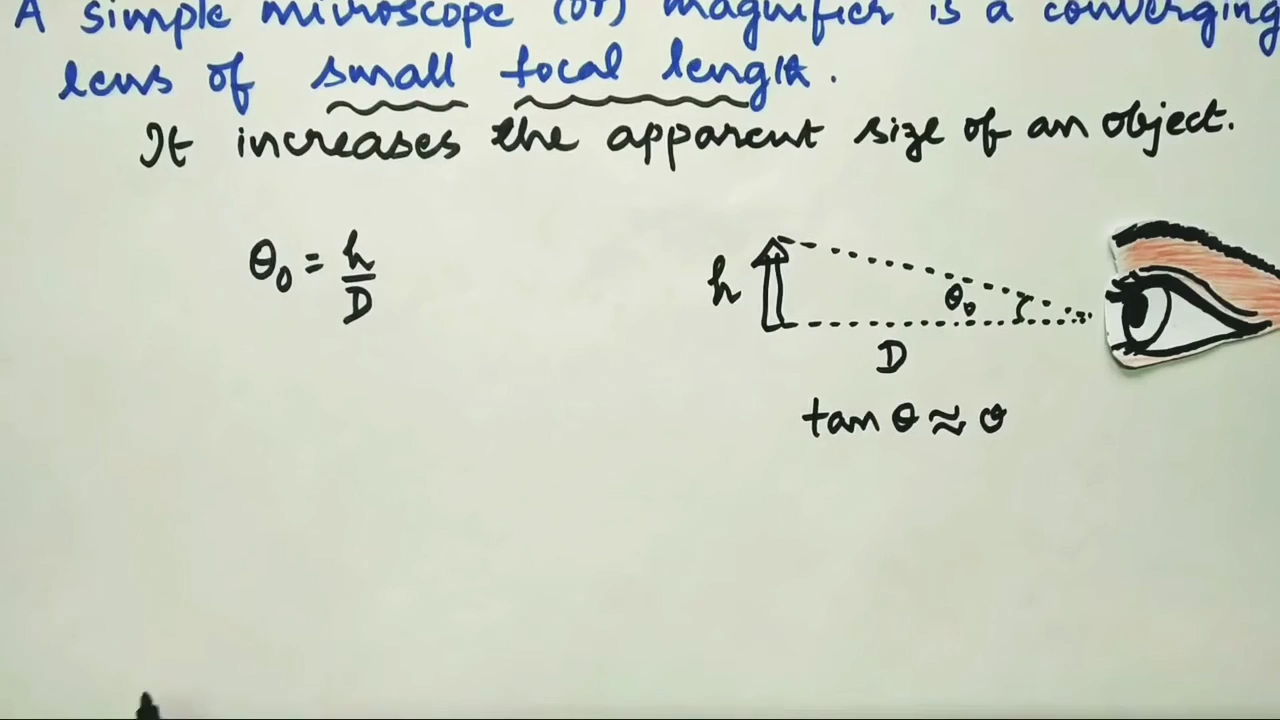 A simple microscope (or) magnifier is a converging
lens of small focal length.
It increases the apparent size of an object.
θ₀ = h/D
h
θ₀
D
tan θ ≈ θ